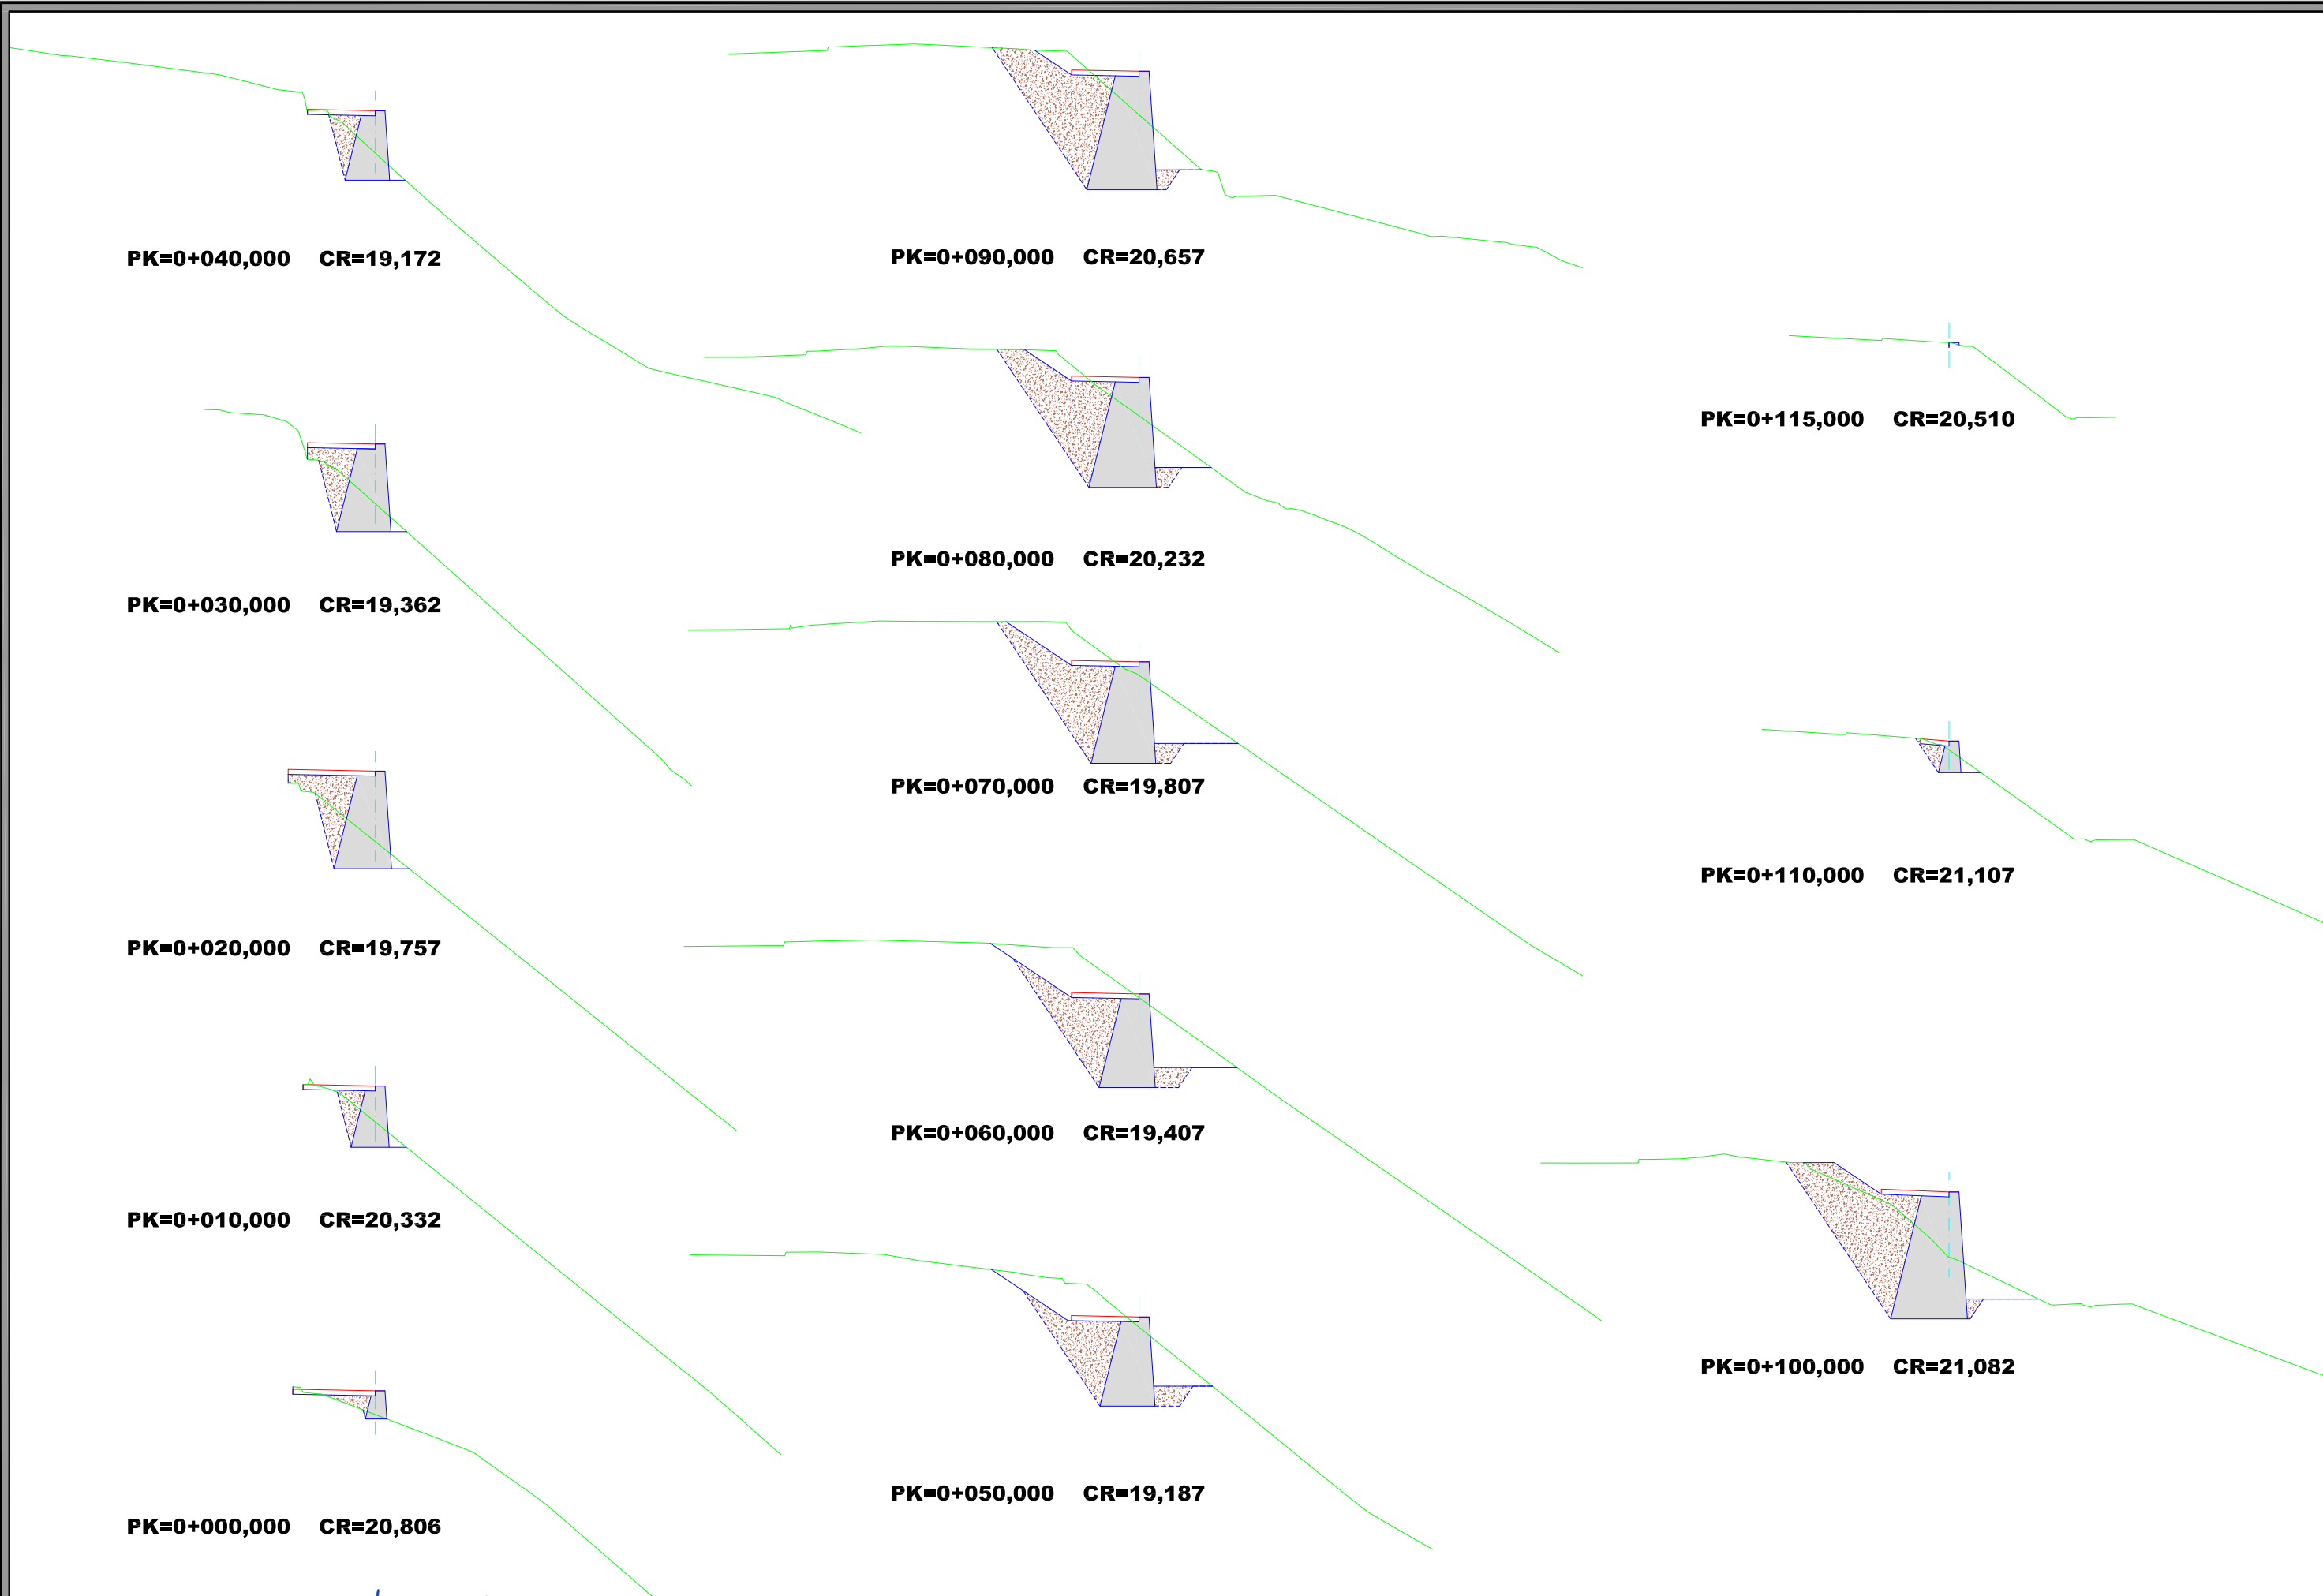 PK=0+040,000 CR=19,172
PK=0+030,000 CR=19,362
PK=0+020,000 CR=19,757
PK=0+010,000 CR=20,332
PK=0+000,000 CR=20,806
PK=0+090,000 CR=20,657
PK=0+080,000 CR=20,232
PK=0+070,000 CR=19,807
PK=0+060,000 CR=19,407
PK=0+050,000 CR=19,187
PK=0+115,000 CR=20,510
PK=0+110,000 CR=21,107
PK=0+100,000 CR=21,082